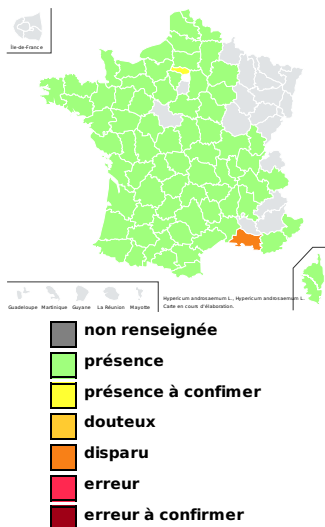 Île-de-France
Guadeloupe Martinique Guyane La Réunion Mayotte
Hypericum androsaemum L., Hypericum androsaemum L.
Carte en cours d'élaboration.
non renseignée
présence
présence à confimer
douteux
disparu
erreur
erreur à confirmer